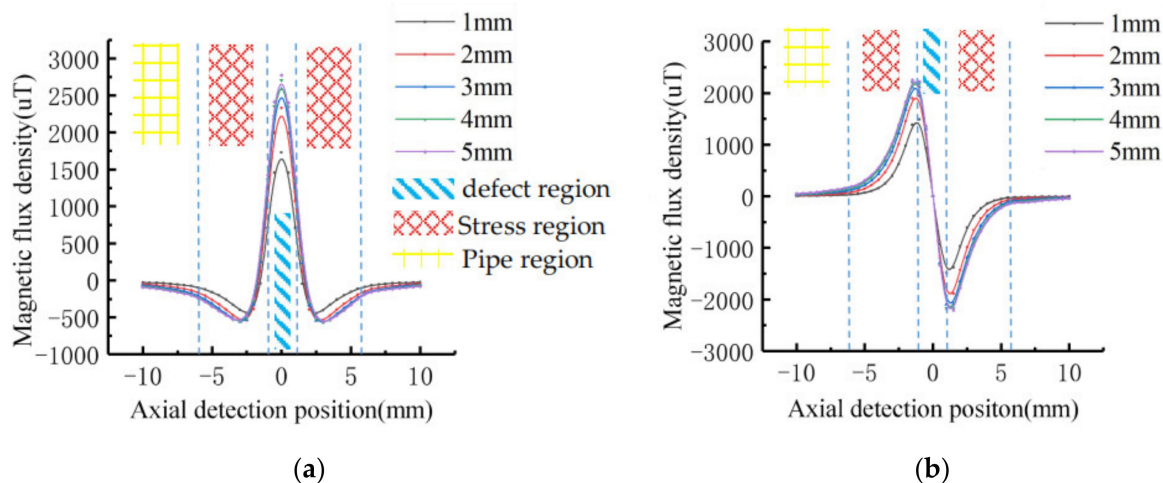 Magnetic flux density(uT)
3000
2500
2000
1500
1000
500
0
−500
−1000
−10
−5
0
5
10
Axial detection position(mm)
1mm
2mm
3mm
4mm
5mm
defect region
Stress region
Pipe region
(a)
Magnetic flux density(uT)
3000
2000
1000
0
−1000
−2000
−3000
−10
−5
0
5
10
Axial detection positon(mm)
1mm
2mm
3mm
4mm
5mm
(b)